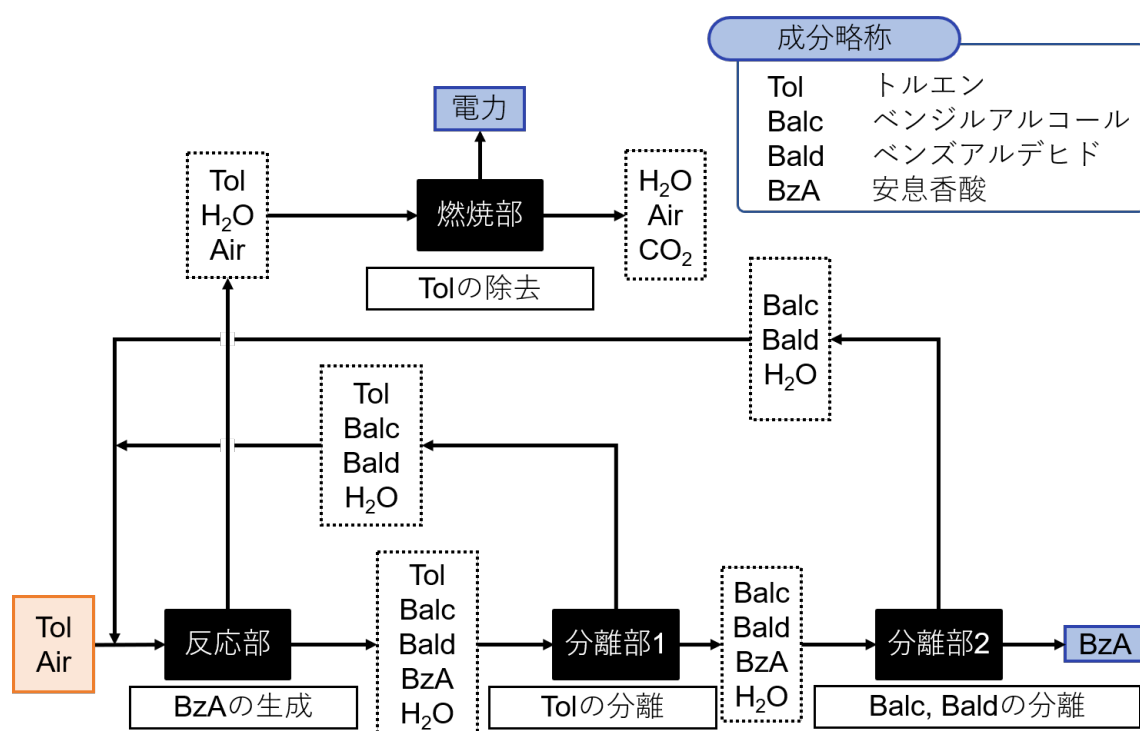 成分略称
Tol トルエン
Balc ベンジルアルコール
Bald ベンズアルデヒド
BzA 安息香酸
電力
Tol
H₂O
Air
燃焼部
H₂O
Air
CO₂
Tolの除去
Balc
Bald
H₂O
Tol
Balc
Bald
H₂O
Tol
Air
反応部
BzAの生成
Tol
Balc
Bald
BzA
H₂O
分離部1
Tolの分離
Balc
Bald
BzA
H₂O
分離部2
Balc, Baldの分離
BzA